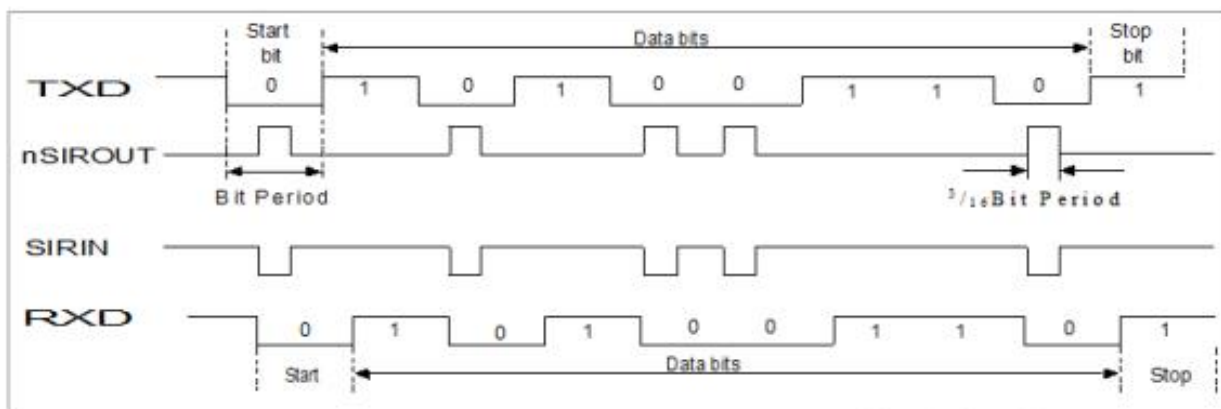 Start bit
Data bits
Stop bit
TXD
0 1 0 1 0 0 1 1 0 1
nSIROUT
Bit Period
3/16Bit Period
SIRIN
RXD
0 1 0 1 0 0 1 1 0 1
Start
Data bits
Stop